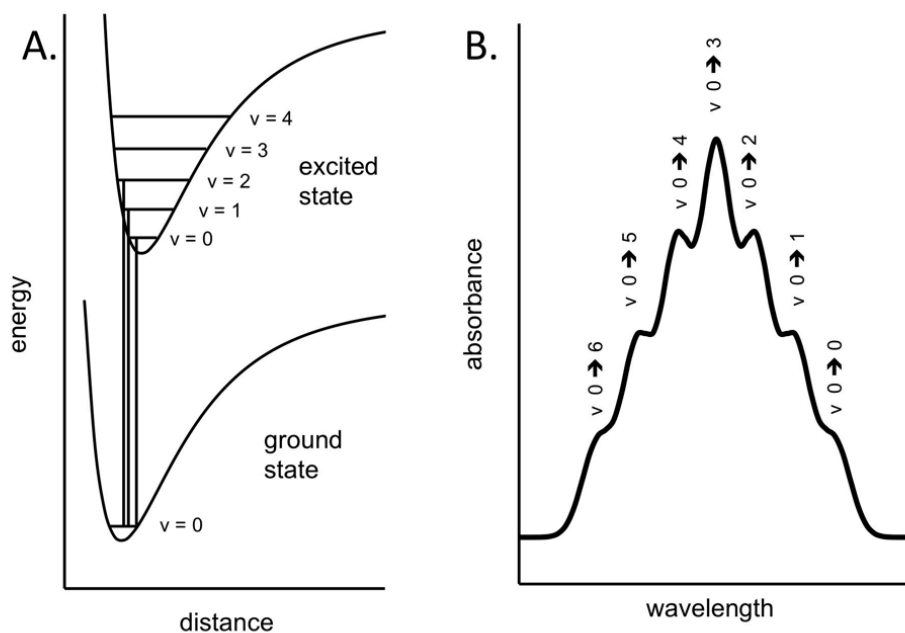 A.
v = 4
v = 3
v = 2
v = 1
v = 0
excited
state
energy
ground
state
v = 0
distance
B.
absorbance
v 0➔6
v 0➔5
v 0➔4
v 0➔3
v 0➔2
v 0➔1
v 0➔0
wavelength